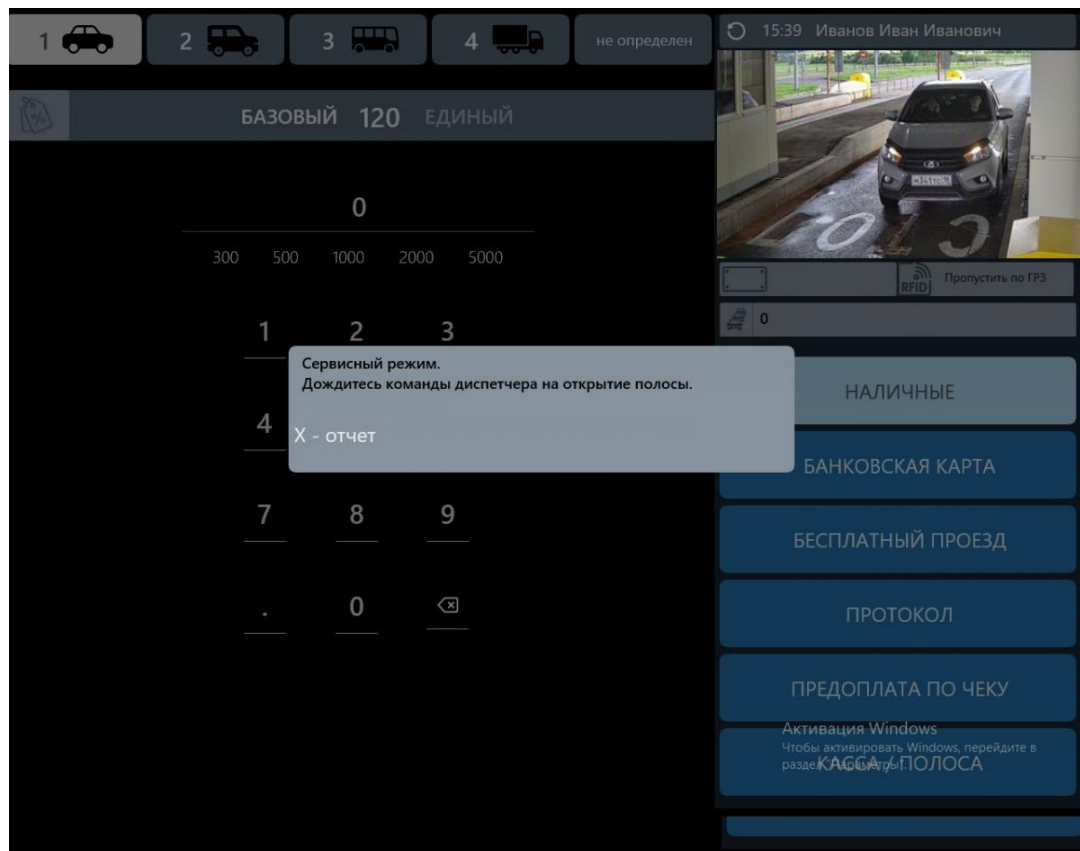 1
2
3
4
не определен
15:39 Иванов Иван Иванович
БАЗОВЫЙ 120 ЕДИНЫЙ
0
300 500 1000 2000 5000
RFID Пропустить по ГРЗ
0
1 2 3
Сервисный режим.
Дождитесь команды диспетчера на открытие полосы.
4
X - отчет
7 8 9
. 0
НАЛИЧНЫЕ
БАНКОВСКАЯ КАРТА
БЕСПЛАТНЫЙ ПРОЕЗД
ПРОТОКОЛ
ПРЕДОПЛАТА ПО ЧЕКУ
Активация Windows
Чтобы активировать Windows, перейдите в
раздел "Параметры".
КАССА / ПОЛОСА